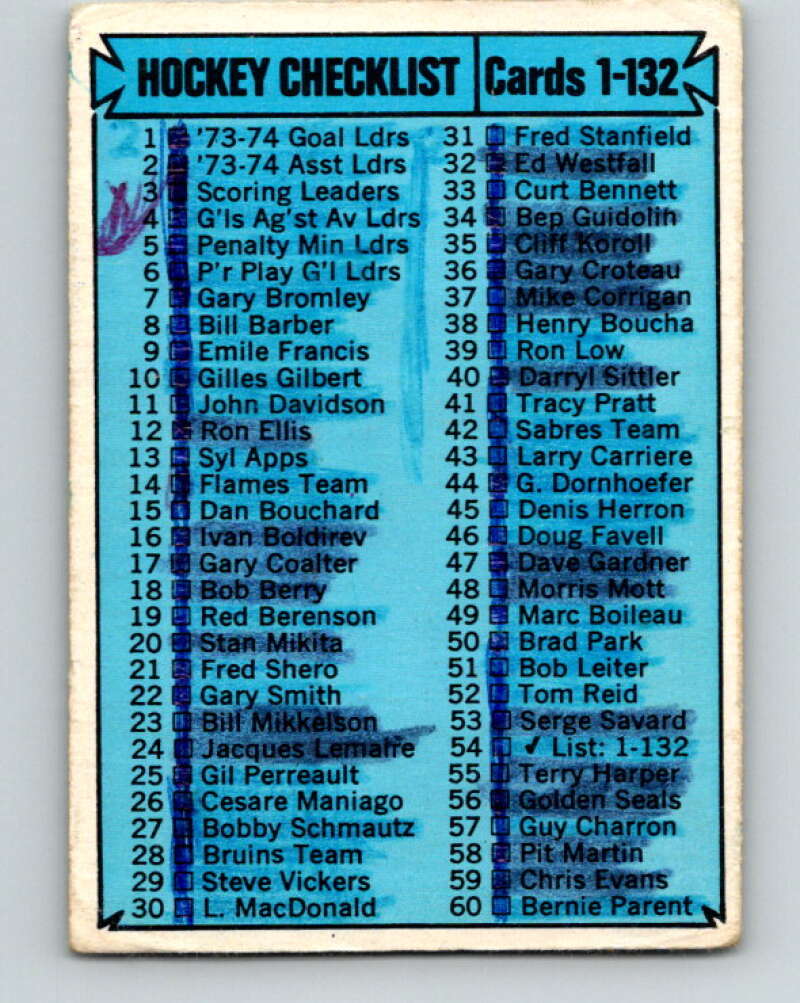 HOCKEY CHECKLIST Cards 1-132
1 '73-74 Goal Ldrs
2 '73-74 Asst Ldrs
3 Scoring Leaders
4 G'ls Ag'st Av Ldrs
5 Penalty Min Ldrs
6 P'r Play G'l Ldrs
7 Gary Bromley
8 Bill Barber
9 Emile Francis
10 Gilles Gilbert
11 John Davidson
12 Ron Ellis
13 Syl Apps
14 Flames Team
15 Dan Bouchard
16 Ivan Boldirev
17 Gary Coalter
18 Bob Berry
19 Red Berenson
20 Stan Mikita
21 Fred Shero
22 Gary Smith
23 Bill Mikkelson
24 Jacques Lemaire
25 Gil Perreault
26 Cesare Maniago
27 Bobby Schmautz
28 Bruins Team
29 Steve Vickers
30 L. MacDonald
31 Fred Stanfield
32 Ed Westfall
33 Curt Bennett
34 Bep Guidolin
35 Cliff Koroll
36 Gary Croteau
37 Mike Corrigan
38 Henry Boucha
39 Ron Low
40 Darryl Sittler
41 Tracy Pratt
42 Sabres Team
43 Larry Carriere
44 G. Dornhoefer
45 Denis Herron
46 Doug Favell
47 Dave Gardner
48 Morris Mott
49 Marc Boileau
50 Brad Park
51 Bob Leiter
52 Tom Reid
53 Serge Savard
54 ✓ List: 1-132
55 Terry Harper
56 Golden Seals
57 Guy Charron
58 Pit Martin
59 Chris Evans
60 Bernie Parent